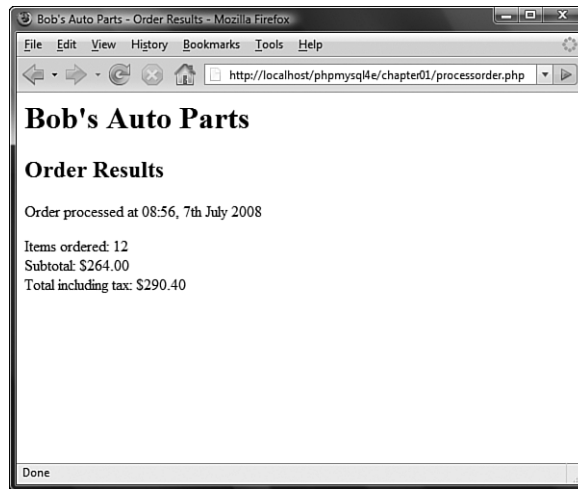 Bob's Auto Parts - Order Results - Mozilla Firefox
File Edit View History Bookmarks Tools Help
http://localhost/phpmysql4e/chapter01/processorder.php
Bob's Auto Parts
Order Results
Order processed at 08:56, 7th July 2008
Items ordered: 12
Subtotal: $264.00
Total including tax: $290.40
Done